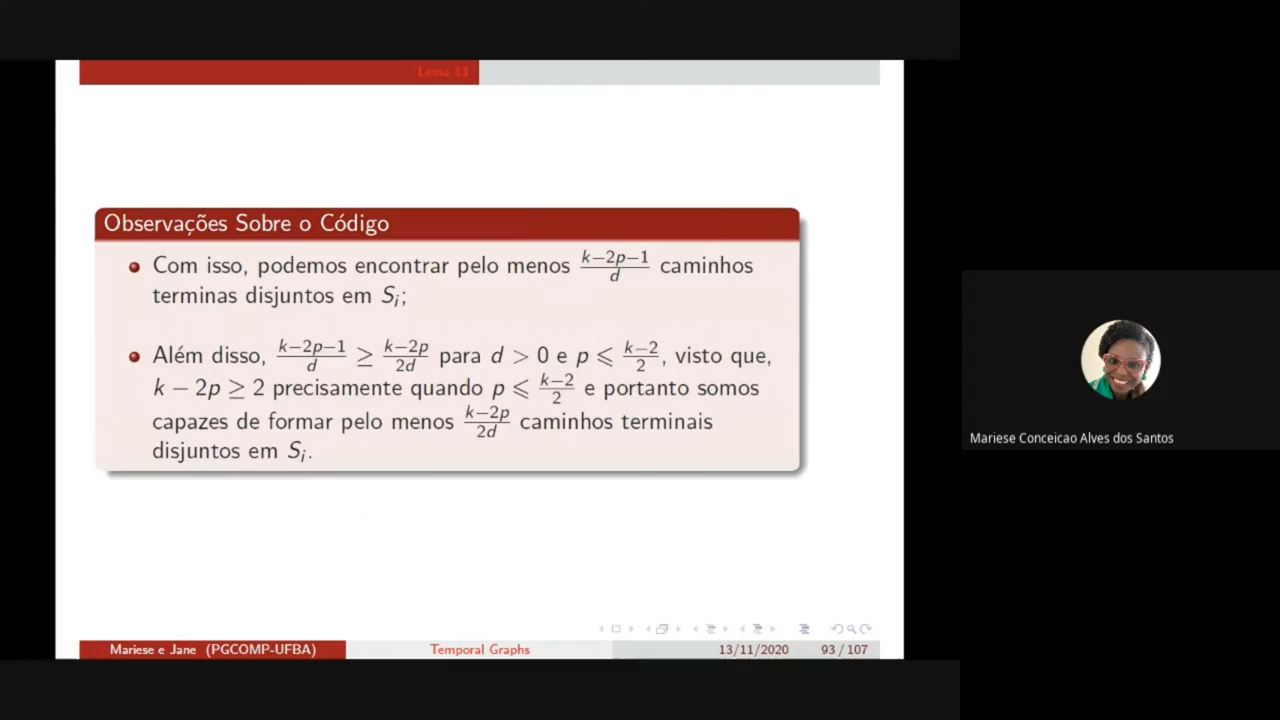 Lema 13
Observações Sobre o Código
Com isso, podemos encontrar pelo menos (k−2p−1)/d caminhos
terminas disjuntos em Sᵢ;
Além disso, (k−2p−1)/d ≥ (k−2p)/2d para d > 0 e p ⩽ (k−2)/2, visto que,
k − 2p ≥ 2 precisamente quando p ⩽ (k−2)/2 e portanto somos
capazes de formar pelo menos (k−2p)/2d caminhos terminais
disjuntos em Sᵢ.
Mariese Conceicao Alves dos Santos
Mariese e Jane (PGCOMP-UFBA) Temporal Graphs 13/11/2020 93 / 107